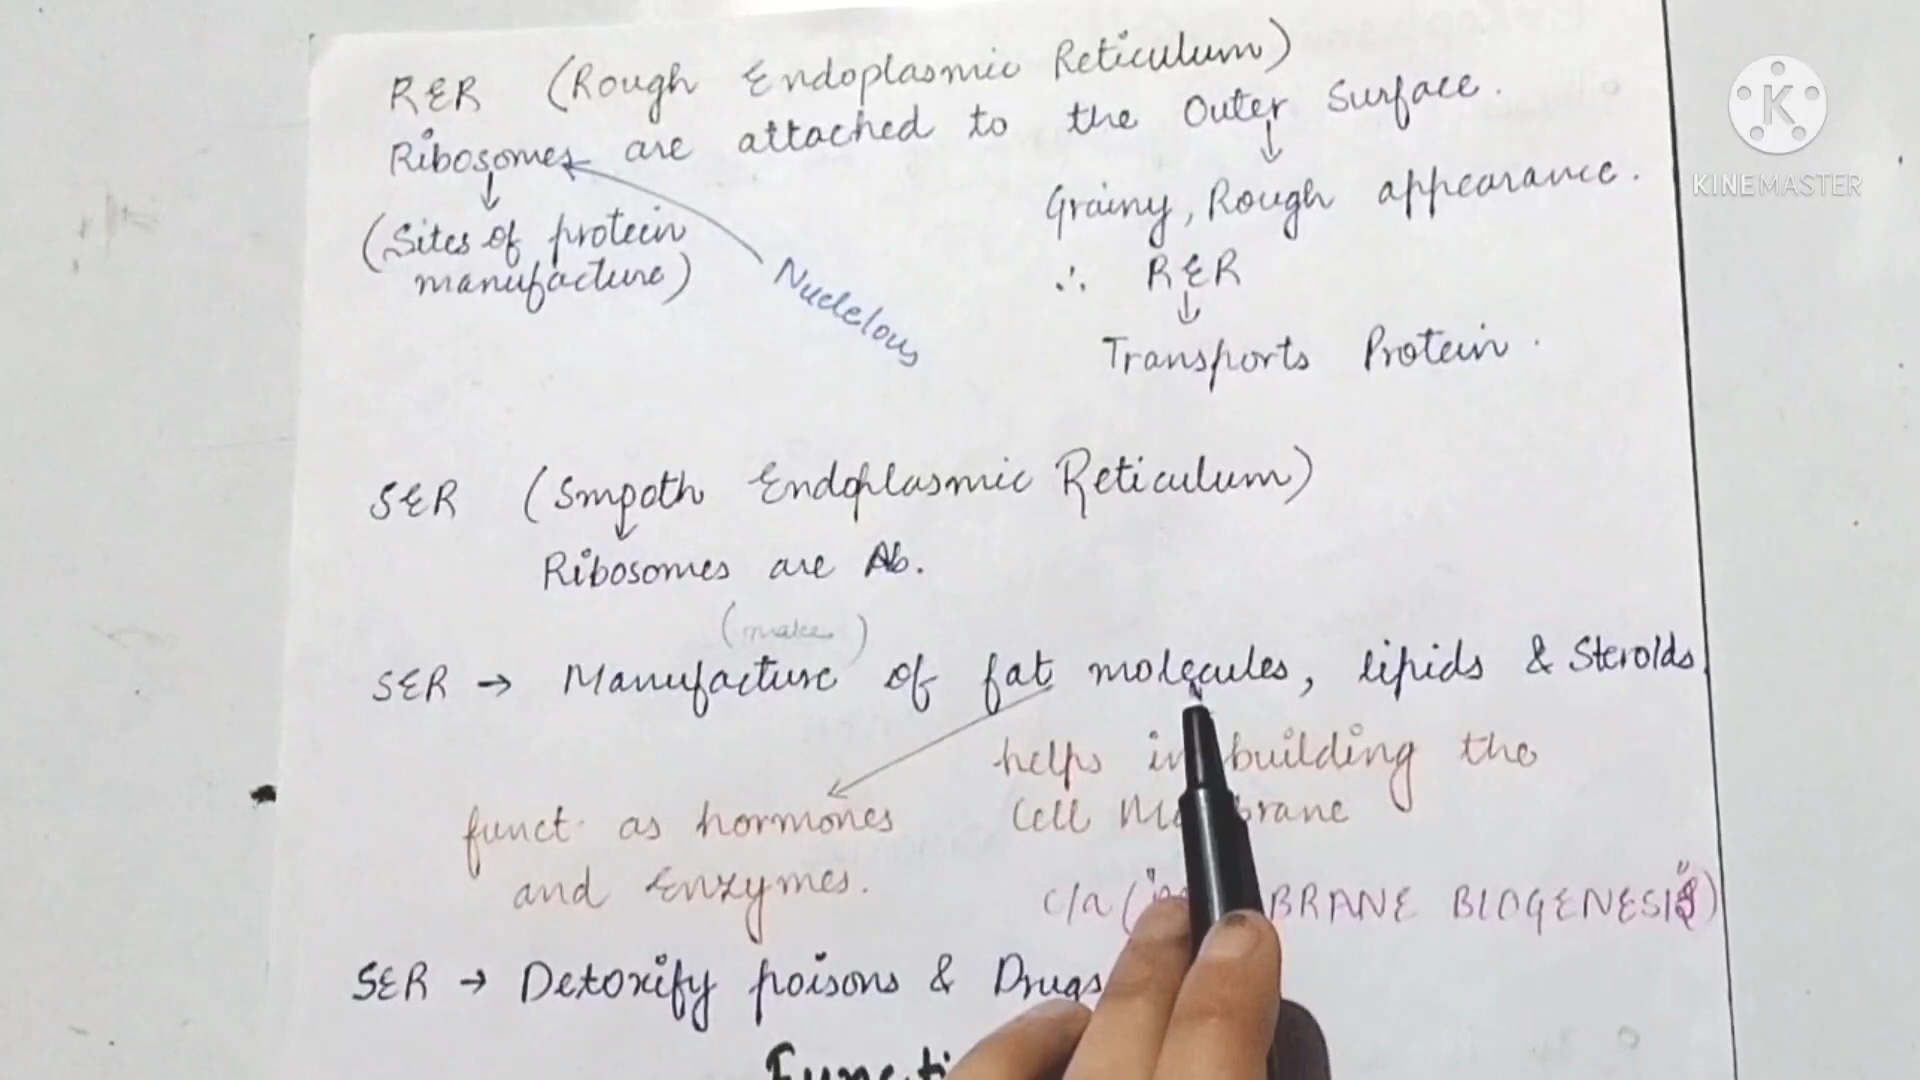 RER (Rough Endoplasmic Reticulum)
Ribosomes are attached to the Outer Surface.
(Sites of protein
manufacture)
Nuclelous
Grainy, Rough appearance.
∴ RER
Transports Protein.
SER (Smooth Endoplasmic Reticulum)
Ribosomes are Ab.
(make)
SER → Manufacture of fat molecules, lipids & Steroids
funct. as hormones
and Enzymes.
helps in building the
Cell
c/a ( BRANE BIOGENESIS")
SER → Detoxify poisons & Drugs
K
KINEMASTER